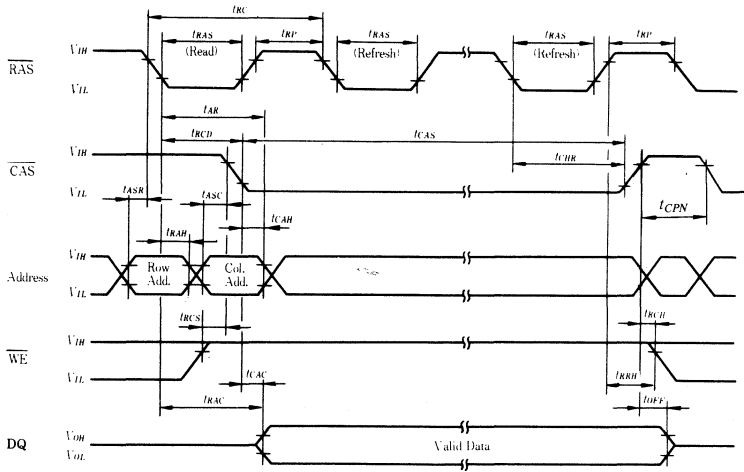 tRC
tRAS tRP tRAS tRAS tRP
VIH (Read) (Refresh) (Refresh)
RAS
VIL
tAR
tRCD tCAS
VIH tCHR
CAS
VIL
tASR tASC tCAH tCPN
tRAH
VIH
Address Row Add. Col. Add.
VIL
tRCS tRCH
VIH
WE
VIL tCAC tRRH
tRAC tOFF
VOH
DQ Valid Data
VOL